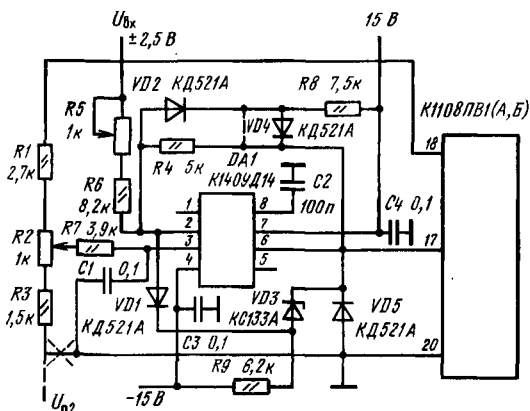 Uвх
±2,5 В
15 В
VD2
КД521А
R8 7,5к
К1108ПВ1(А,Б)
R5
1к
VD4
КД521А
18
R1
2,7к
R4 5к
DA1
К140УД14
C2
100п
R6
8,2к
C4 0,1
1
2
3
4
8
7
6
5
17
R2
1к
R7 3,9к
C1
0,1
R3
1,5к
VD1
КД521А
VD3
КС133А
VD5
КД521А
C3 0,1
20
R9 6,2к
-15В
Uп2